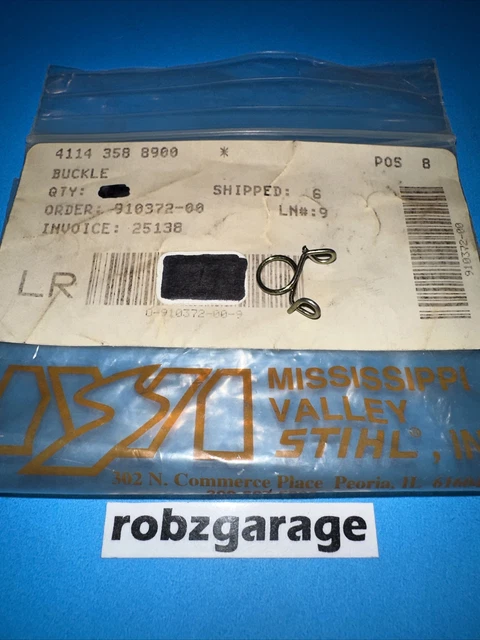 4114 358 8900 *
POS 8
BUCKLE
QTY:
SHIPPED: 6
ORDER: 910372-00
LN#:9
INVOICE: 25138
910372-00
LR
0-910372-00-9
MISSISSIPPI
VALLEY
STIHL®, IN
302 N. Commerce Place Peoria, IL
robzgarage